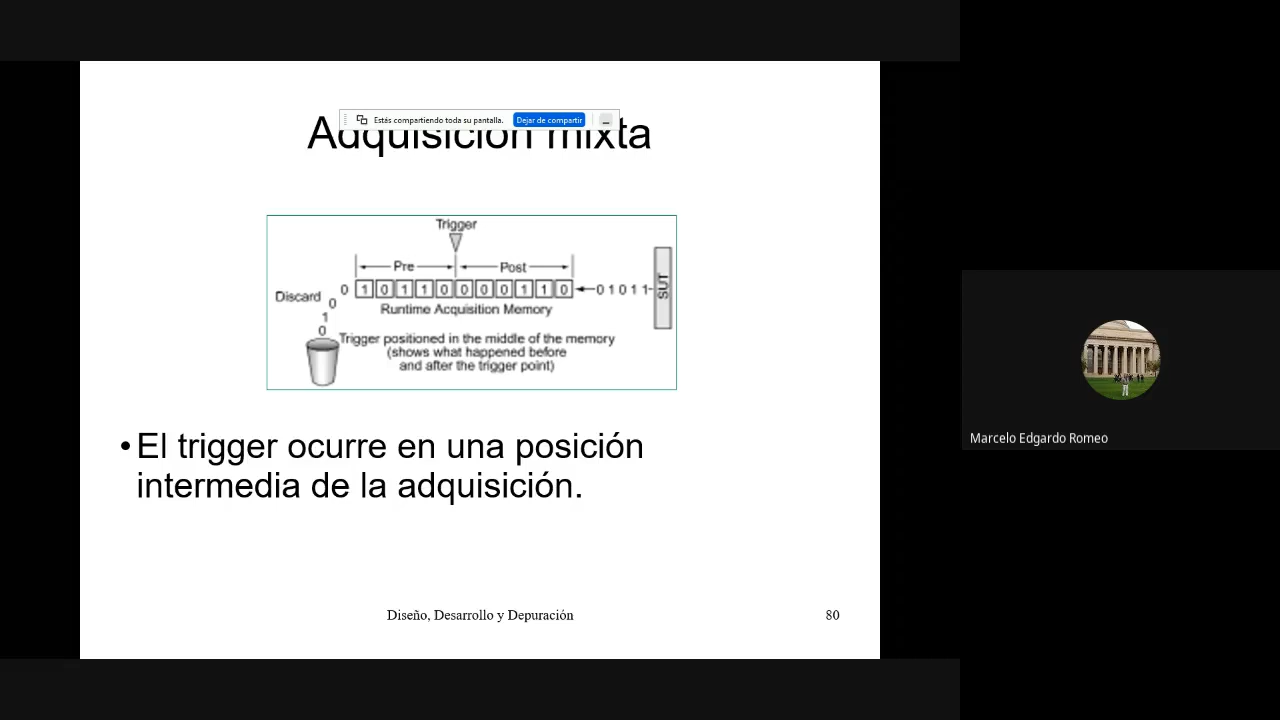 Estás compartiendo toda su pantalla. Dejar de compartir
Adquisición mixta
Trigger
Pre Post
Discard 0 1 0 1 1 0 0 0 0 1 1 0 0 1 0 1 1 SUT
0
1
0
Runtime Acquisition Memory
Trigger positioned in the middle of the memory
(shows what happened before
and after the trigger point)
• El trigger ocurre en una posición
intermedia de la adquisición.
Diseño, Desarrollo y Depuración 80
Marcelo Edgardo Romeo